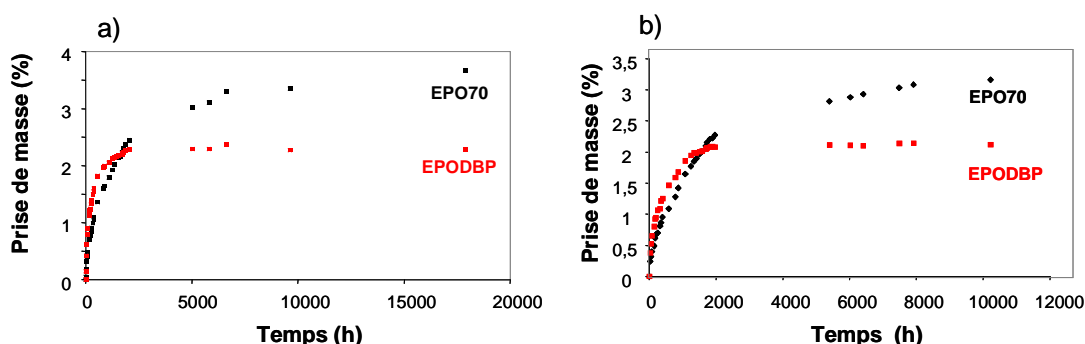 a)
Prise de masse (%)
4
3
2
1
0
EPO70
EPODBP
0 5000 10000 15000 20000
Temps (h)
b)
Prise de masse (%)
3,5
3
2,5
2
1,5
1
0,5
0
EPO70
EPODBP
0 2000 4000 6000 8000 10000 12000
Temps (h)